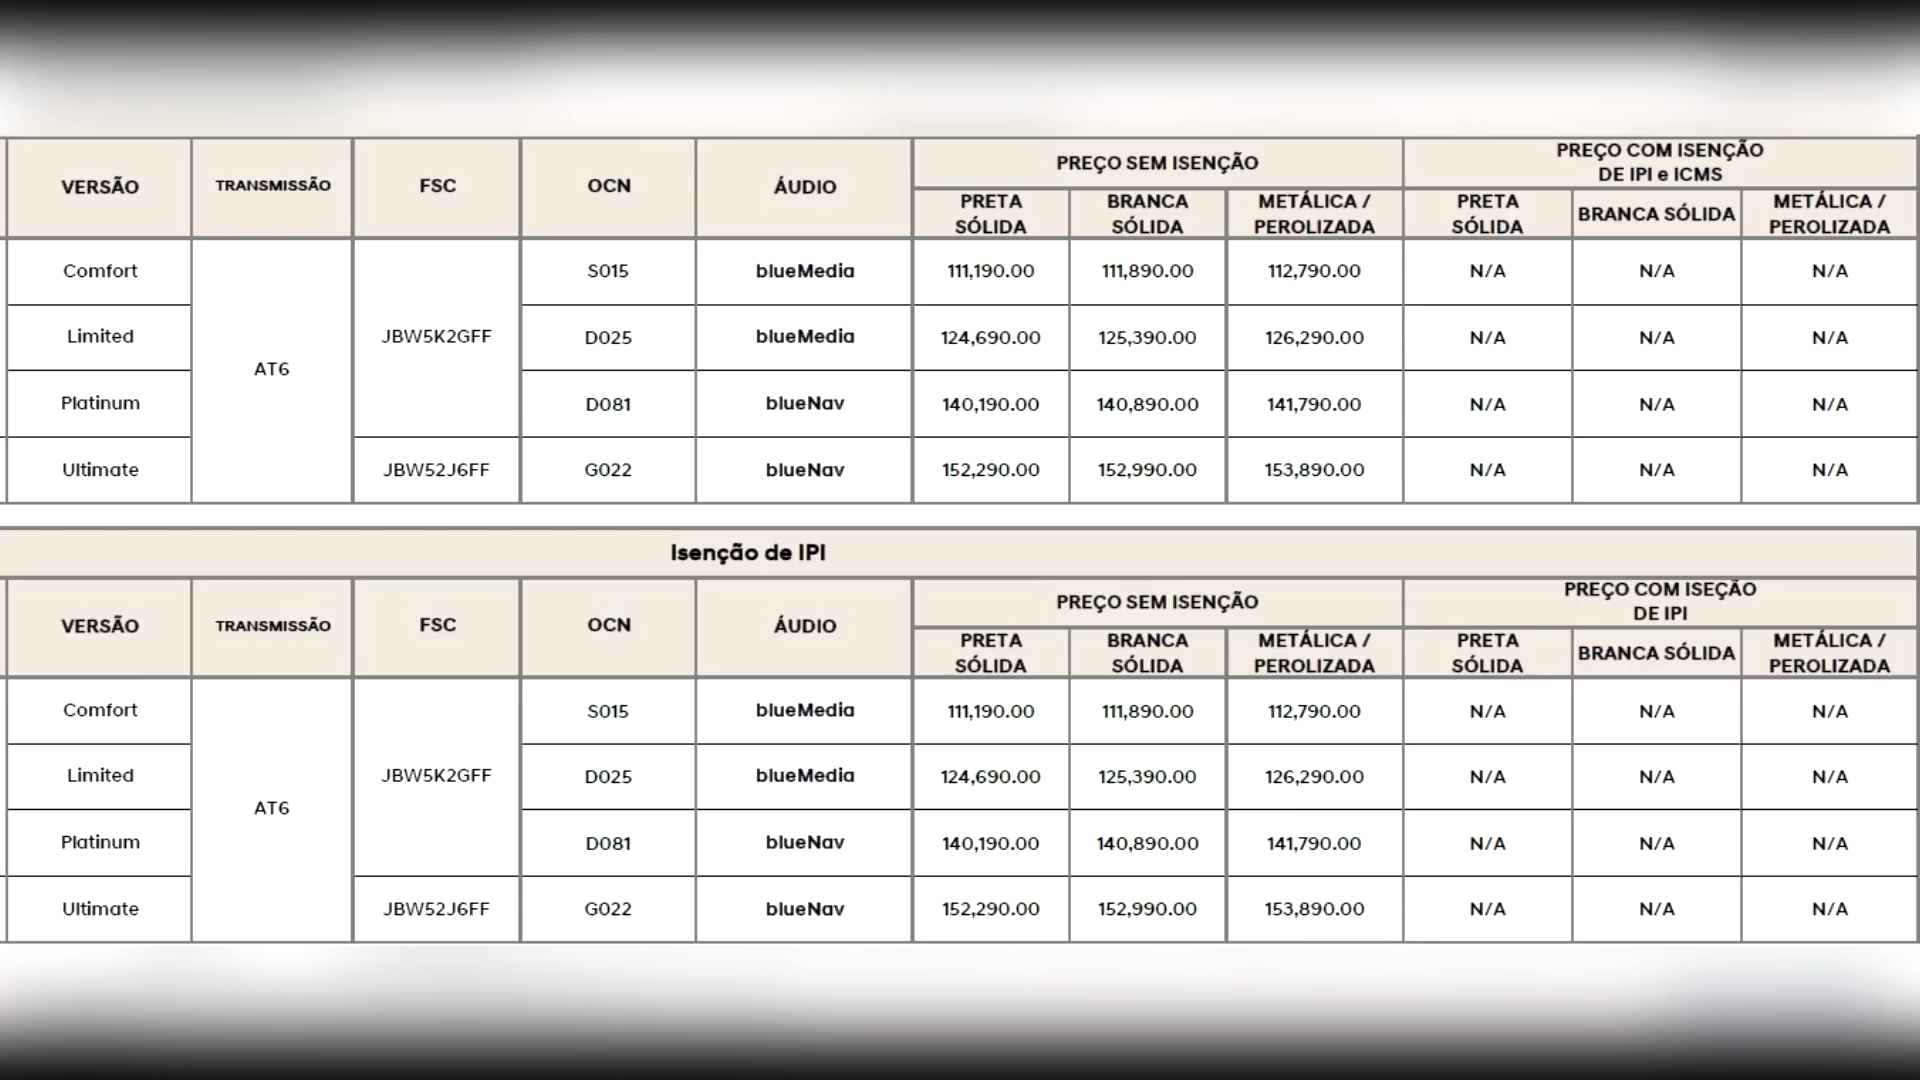 VERSÃO TRANSMISSÃO FSC OCN ÁUDIO PREÇO SEM ISENÇÃO PREÇO COM ISENÇÃO
DE IPI e ICMS
PRETA SÓLIDA BRANCA SÓLIDA METÁLICA / PEROLIZADA PRETA SÓLIDA BRANCA SÓLIDA METÁLICA / PEROLIZADA
Comfort S015 blueMedia 111,190.00 111,890.00 112,790.00 N/A N/A N/A
Limited AT6 JBW5K2GFF D025 blueMedia 124,690.00 125,390.00 126,290.00 N/A N/A N/A
Platinum D081 blueNav 140,190.00 140,890.00 141,790.00 N/A N/A N/A
Ultimate JBW52J6FF G022 blueNav 152,290.00 152,990.00 153,890.00 N/A N/A N/A
Isenção de IPI
VERSÃO TRANSMISSÃO FSC OCN ÁUDIO PREÇO SEM ISENÇÃO PREÇO COM ISEÇÃO
DE IPI
PRETA SÓLIDA BRANCA SÓLIDA METÁLICA / PEROLIZADA PRETA SÓLIDA BRANCA SÓLIDA METÁLICA / PEROLIZADA
Comfort S015 blueMedia 111,190.00 111,890.00 112,790.00 N/A N/A N/A
Limited AT6 JBW5K2GFF D025 blueMedia 124,690.00 125,390.00 126,290.00 N/A N/A N/A
Platinum D081 blueNav 140,190.00 140,890.00 141,790.00 N/A N/A N/A
Ultimate JBW52J6FF G022 blueNav 152,290.00 152,990.00 153,890.00 N/A N/A N/A